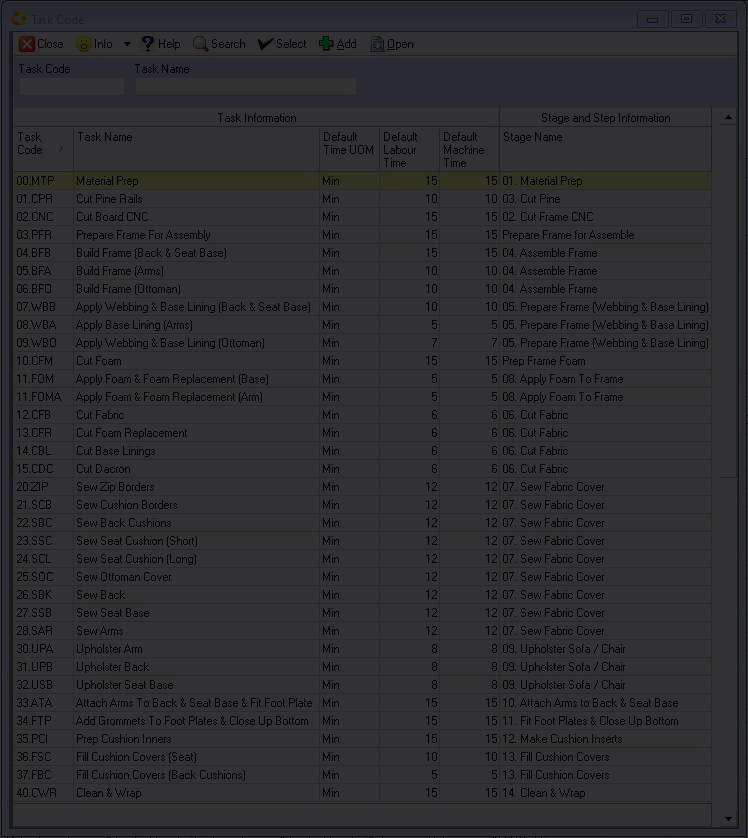 Task Code
Close Info Help Search Select Add Open
Task Code Task Name
Task Information Stage and Step Information
Task Code Task Name Default Time UOM Default Labour Time Default Machine Time Stage Name
00.MTP Material Prep Min 15 15 01. Material Prep
01.CPR Cut Pine Rails Min 10 10 03. Cut Pine
02.CNC Cut Board CNC Min 15 15 02. Cut Frame CNC
03.PFR Prepare Frame For Assembly Min 15 15 Prepare Frame for Assemble
04.BFB Build Frame (Back & Seat Base) Min 15 15 04. Assemble Frame
05.BFA Build Frame (Arms) Min 10 10 04. Assemble Frame
06.BFO Build Frame (Ottoman) Min 10 10 04. Assemble Frame
07.WBB Apply Webbing & Base Lining (Back & Seat Base) Min 10 10 05. Prepare Frame (Webbing & Base Lining)
08.WBA Apply Base Lining (Arms) Min 5 5 05. Prepare Frame (Webbing & Base Lining)
09.WBO Apply Webbing & Base Lining (Ottoman) Min 7 7 05. Prepare Frame (Webbing & Base Lining)
10.CFM Cut Foam Min 15 15 Prep Frame Foam
11.FOM Apply Foam & Foam Replacement (Base) Min 5 5 08. Apply Foam To Frame
11.FOMA Apply Foam & Foam Replacement (Arm) Min 5 5 08. Apply Foam To Frame
12.CFB Cut Fabric Min 6 6 06. Cut Fabric
13.CFR Cut Foam Replacement Min 6 6 06. Cut Fabric
14.CBL Cut Base Linings Min 6 6 06. Cut Fabric
15.CDC Cut Dacron Min 6 6 06. Cut Fabric
20.ZIP Sew Zip Borders Min 12 12 07. Sew Fabric Cover
21.SCB Sew Cushion Borders Min 12 12 07. Sew Fabric Cover
22.SBC Sew Back Cushions Min 12 12 07. Sew Fabric Cover
23.SSC Sew Seat Cushion (Short) Min 12 12 07. Sew Fabric Cover
24.SCL Sew Seat Cushion (Long) Min 12 12 07. Sew Fabric Cover
25.SOC Sew Ottoman Cover Min 12 12 07. Sew Fabric Cover
26.SBK Sew Back Min 12 12 07. Sew Fabric Cover
27.SSB Sew Seat Base Min 12 12 07. Sew Fabric Cover
28.SAR Sew Arms Min 12 12 07. Sew Fabric Cover
30.UPA Upholster Arm Min 8 8 09. Upholster Sofa / Chair
31.UPB Upholster Back Min 8 8 09. Upholster Sofa / Chair
32.USB Upholster Seat Base Min 8 8 09. Upholster Sofa / Chair
33.ATA Attach Arms To Back & Seat Base & Fit Foot Plate Min 15 15 10. Attach Arms to Back & Seat Base
34.FTP Add Grommets To Foot Plates & Close Up Bottom Min 15 15 11. Fit Foot Plates & Close Up Bottom
35.PCI Prep Cushion Inners Min 15 15 12. Make Cushion Inserts
36.FSC Fill Cushion Covers (Seat) Min 10 10 13. Fill Cushion Covers
37.FBC Fill Cushion Covers (Back Cushions) Min 5 5 13. Fill Cushion Covers
40.CWR Clean & Wrap Min 15 15 14. Clean & Wrap